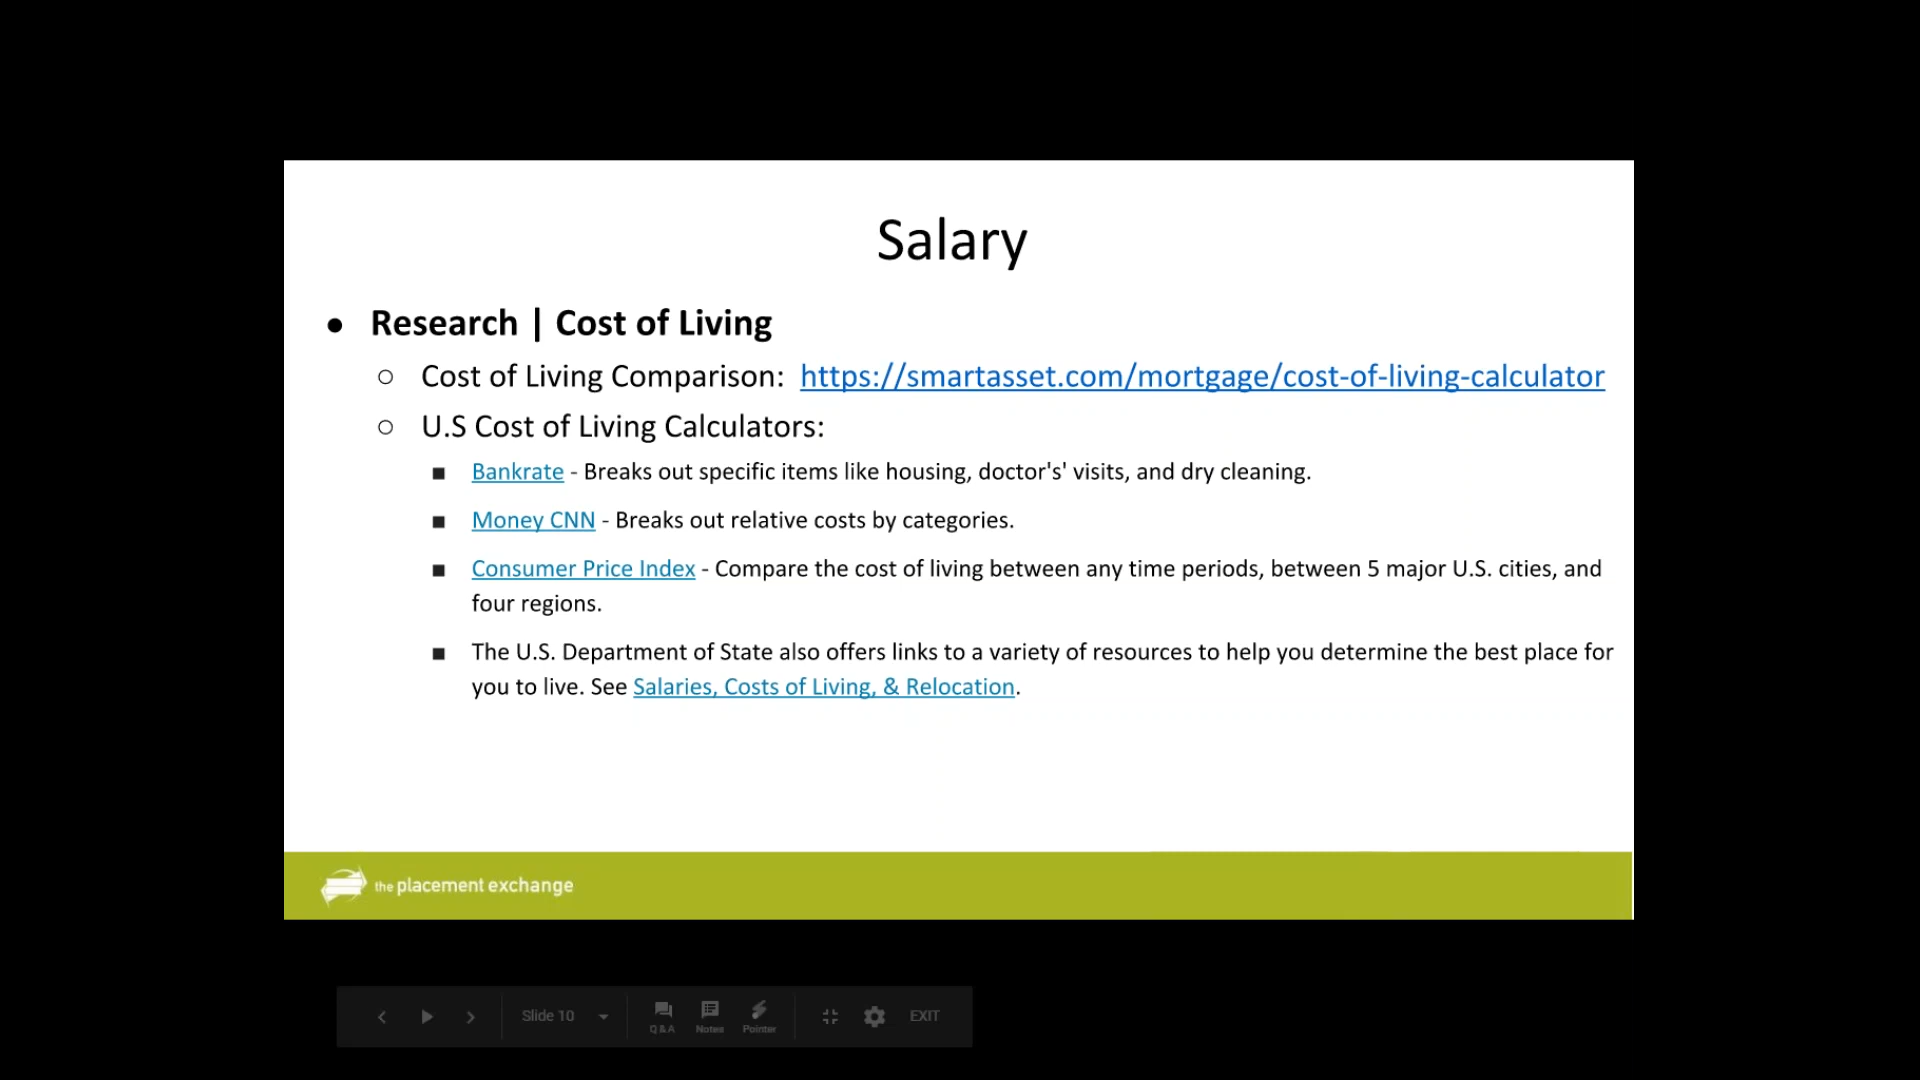 Salary
● Research | Cost of Living
○ Cost of Living Comparison: https://smartasset.com/mortgage/cost-of-living-calculator
○ U.S Cost of Living Calculators:
■ Bankrate - Breaks out specific items like housing, doctor's' visits, and dry cleaning.
■ Money CNN - Breaks out relative costs by categories.
■ Consumer Price Index - Compare the cost of living between any time periods, between 5 major U.S. cities, and
four regions.
■ The U.S. Department of State also offers links to a variety of resources to help you determine the best place for
you to live. See Salaries, Costs of Living, & Relocation.
the placement exchange
Slide 10
Q&A Notes Pointer
EXIT